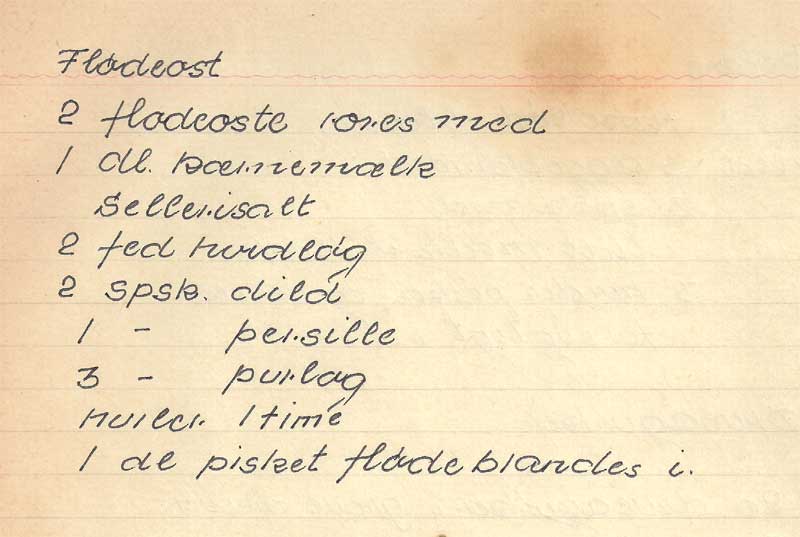 Flødeost
2 flødeoste røres med
1 dl. kærnemælk
Sellerisalt
2 fed hvidløg
2 spsk. dild
1 - persille
3 - purløg
hviler 1 time
1 dl pisket fløde blandes i.